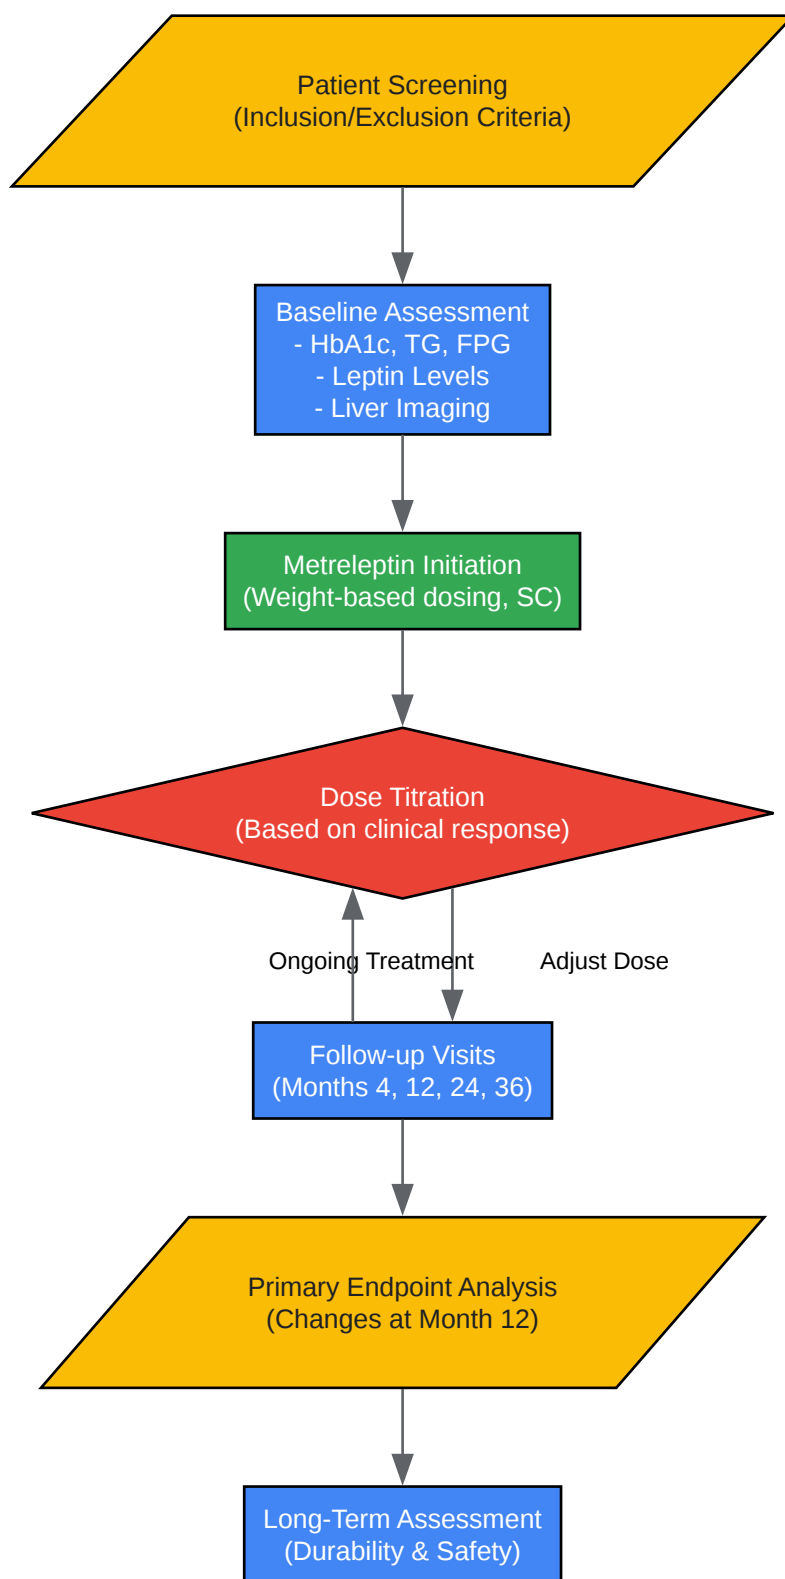 Patient Screening
(Inclusion/Exclusion Criteria)
Baseline Assessment
- HbA1c, TG, FPG
- Leptin Levels
- Liver Imaging
Metreleptin Initiation
(Weight-based dosing, SC)
Dose Titration
(Based on clinical response)
Ongoing Treatment
Adjust Dose
Follow-up Visits
(Months 4, 12, 24, 36)
Primary Endpoint Analysis
(Changes at Month 12)
Long-Term Assessment
(Durability & Safety)